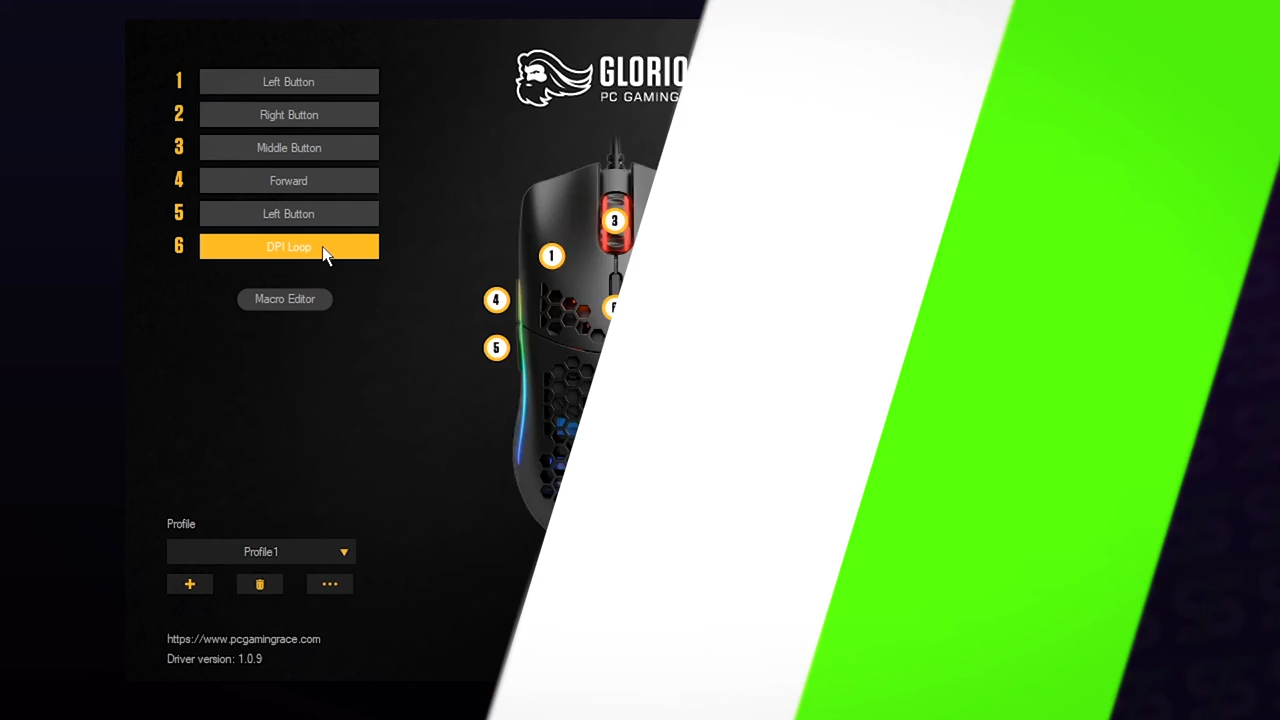 GLORIO
PC GAMING
1 Left Button
2 Right Button
3 Middle Button
4 Forward
5 Left Button
6 DPI Loop
Macro Editor
3
1
4
5
Profile
Profile1
https://www.pcgamingrace.com
Driver version: 1.0.9